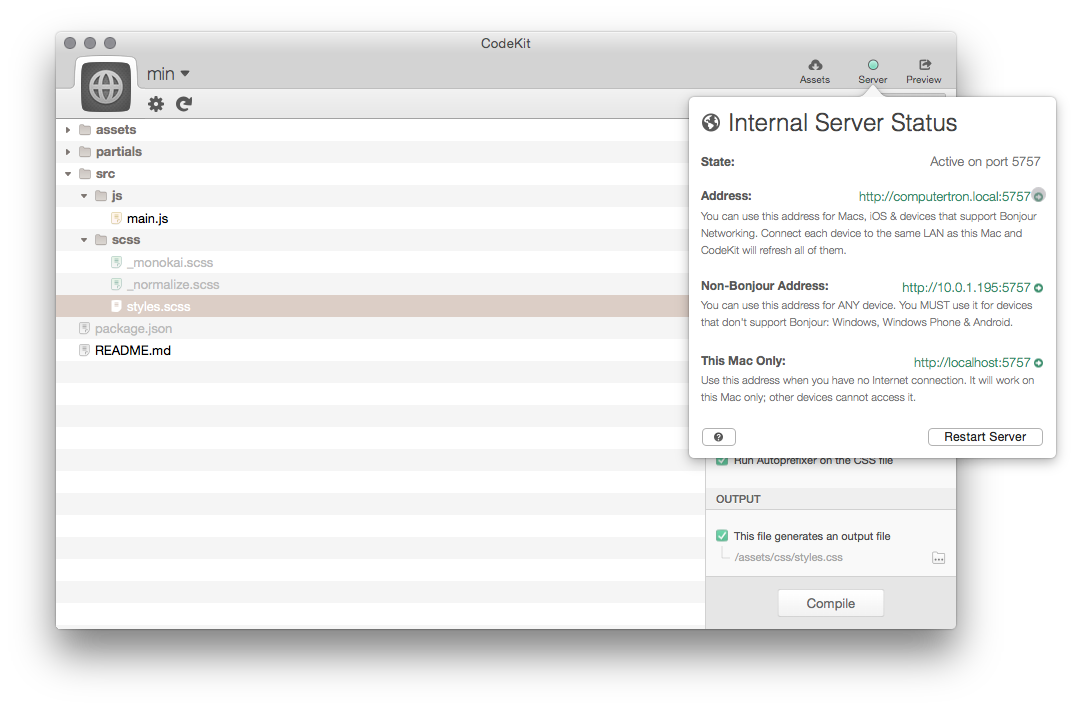 CodeKit
min
Assets
Server
Preview
assets
partials
src
js
main.js
scss
_monokai.scss
_normalize.scss
styles.scss
package.json
README.md
Internal Server Status
State: Active on port 5757
Address: http://computertron.local:5757
You can use this address for Macs, iOS & devices that support Bonjour
Networking. Connect each device to the same LAN as this Mac and
CodeKit will refresh all of them.
Non-Bonjour Address: http://10.0.1.195:5757
You can use this address for ANY device. You MUST use it for devices
that don't support Bonjour: Windows, Windows Phone & Android.
This Mac Only: http://localhost:5757
Use this address when you have no Internet connection. It will work on
this Mac only; other devices cannot access it.
?
Restart Server
Run Autoprefixer on the CSS file
OUTPUT
This file generates an output file
/assets/css/styles.css
Compile